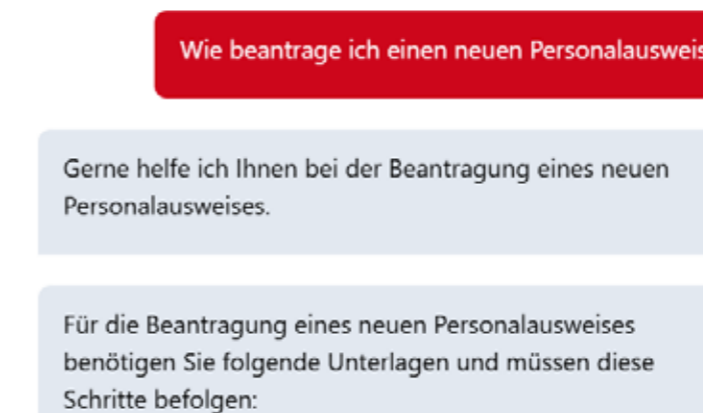 Wie beantrage ich einen neuen Personalausweis
Gerne helfe ich Ihnen bei der Beantragung eines neuen
Personalausweises.
Für die Beantragung eines neuen Personalausweises
benötigen Sie folgende Unterlagen und müssen diese
Schritte befolgen: